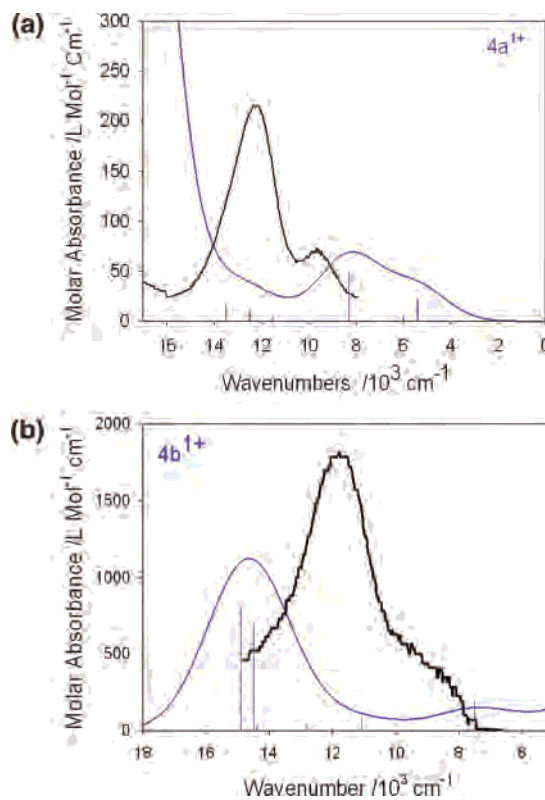 (a)
300
250
200
150
100
50
0
Molar Absorbance /L Mol⁻¹ Cm⁻¹
4a¹⁺
16 14 12 10 8 6 4 2 0
Wavenumbers /10³ cm⁻¹
(b)
2000
1500
1000
500
0
Molar Absorbance /L Mol⁻¹ cm⁻¹
4b¹⁺
18 16 14 12 10 8 6
Wavenumber /10³ cm⁻¹